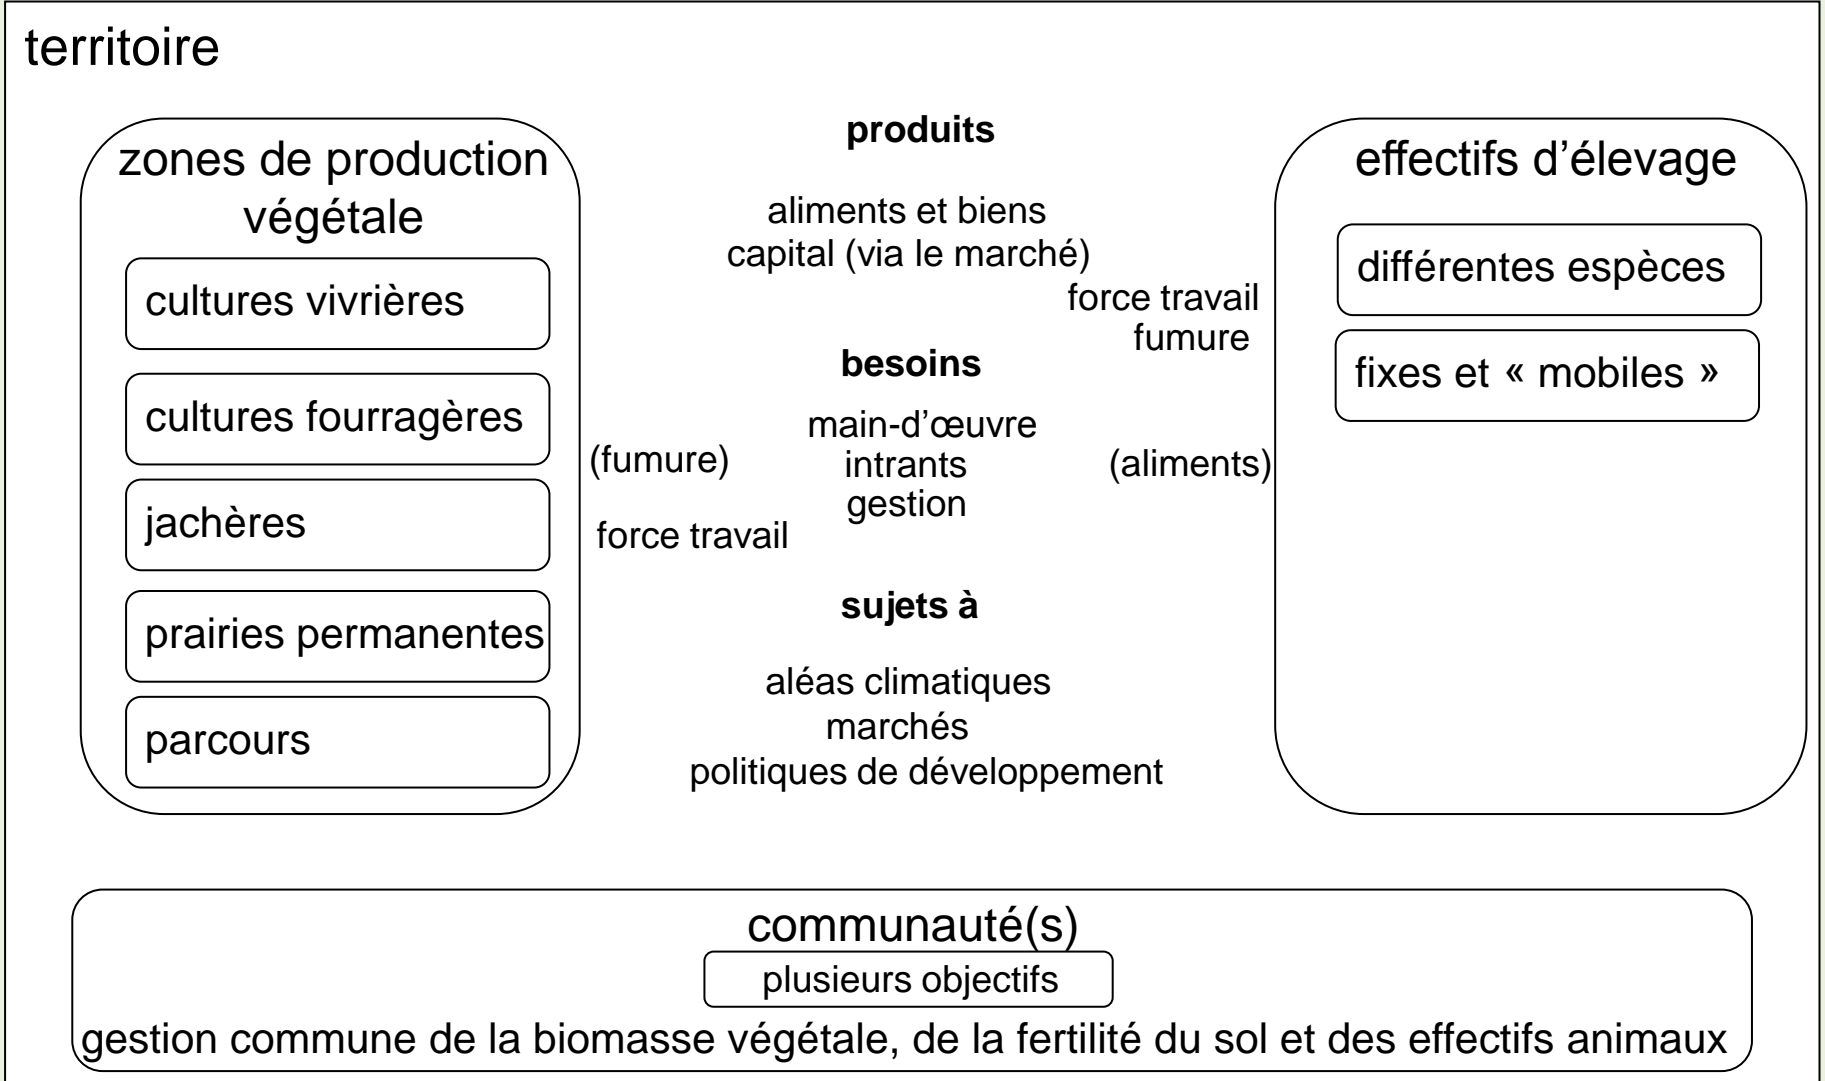 territoire
zones de production
végétale
cultures vivrières
cultures fourragères
jachères
prairies permanentes
parcours
produits
aliments et biens
capital (via le marché)
force travail
fumure
besoins
main-d’œuvre
intrants
gestion
(fumure)
force travail
(aliments)
sujets à
aléas climatiques
marchés
politiques de développement
effectifs d’élevage
différentes espèces
fixes et « mobiles »
communauté(s)
plusieurs objectifs
gestion commune de la biomasse végétale, de la fertilité du sol et des effectifs animaux